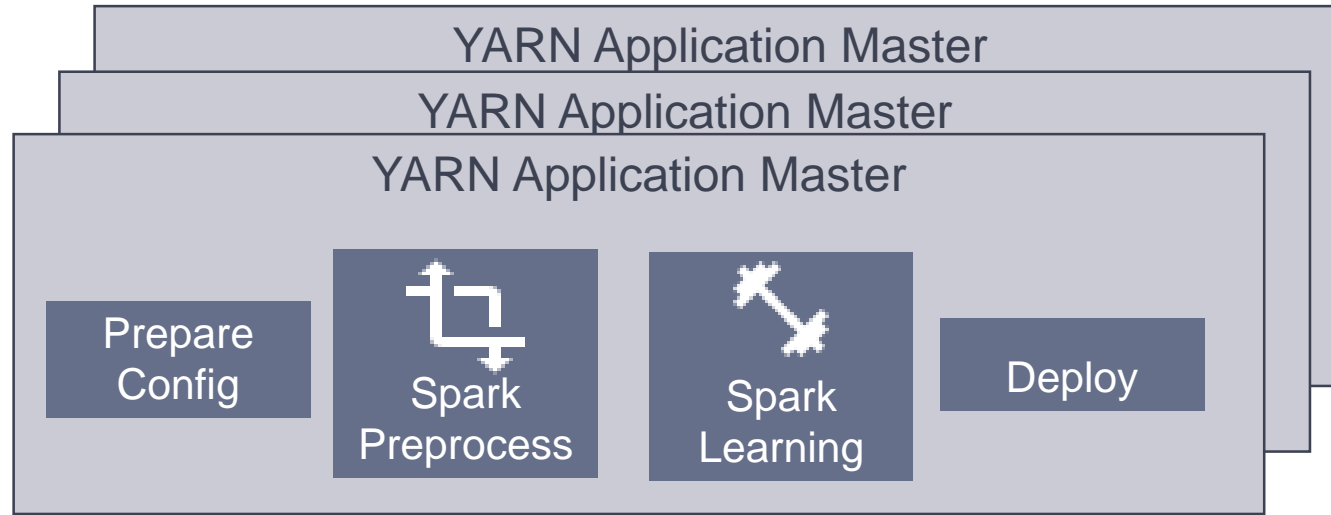 YARN Application Master
YARN Application Master
YARN Application Master
Prepare
Config
Spark
Preprocess
Spark
Learning
Deploy